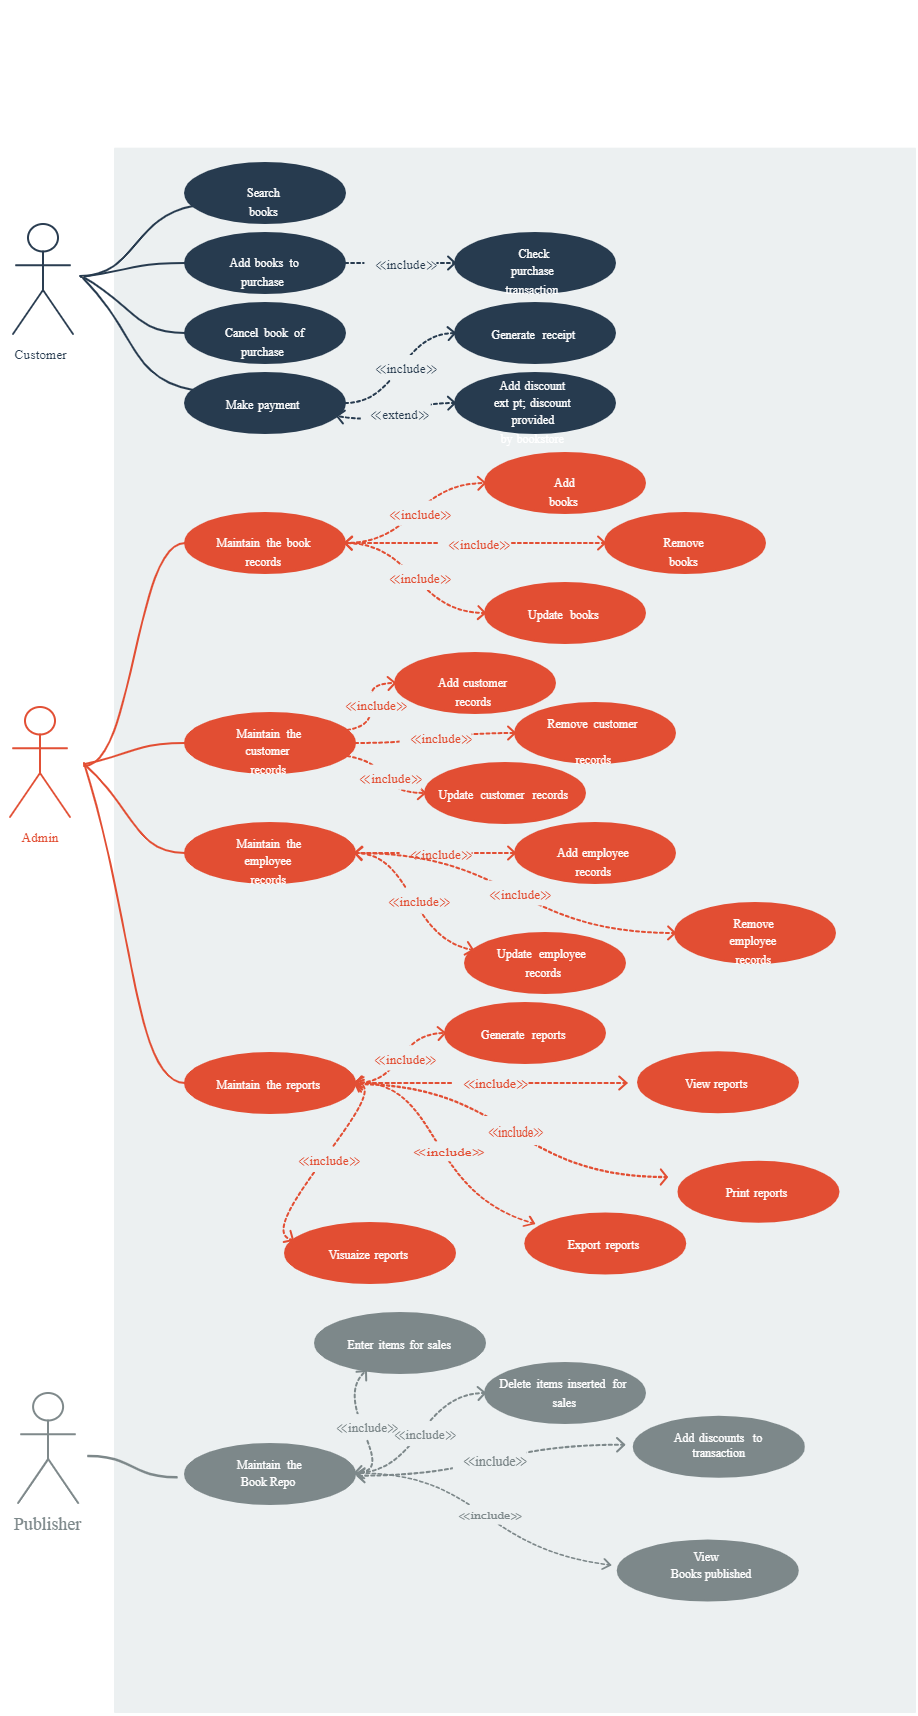 Search
books
Add books to
purchase
<<include>>
Check
purchase
transaction
Customer
Cancel book of
purchase
Generate receipt
<<include>>
Make payment
<<extend>>
Add discount
ext pt; discount
provided
by bookstore
Add
books
<<include>>
Maintain the book
records
<<include>>
Remove
books
<<include>>
Update books
Add customer
records
<<include>>
Maintain the
customer
records
<<include>>
Remove customer
records
<<include>>
Update customer records
Admin
Maintain the
employee
records
<<include>>
Add employee
records
<<include>>
<<include>>
Remove
employee
records
Update employee
records
Generate reports
<<include>>
Maintain the reports
<<include>>
View reports
<<include>>
<<include>>
<<include>>
Print reports
Export reports
Visuaize reports
Enter items for sales
Delete items inserted for
sales
<<include>>
<<include>>
Add discounts to
transaction
Maintain the
Book Repo
<<include>>
<<include>>
Publisher
View
Books published